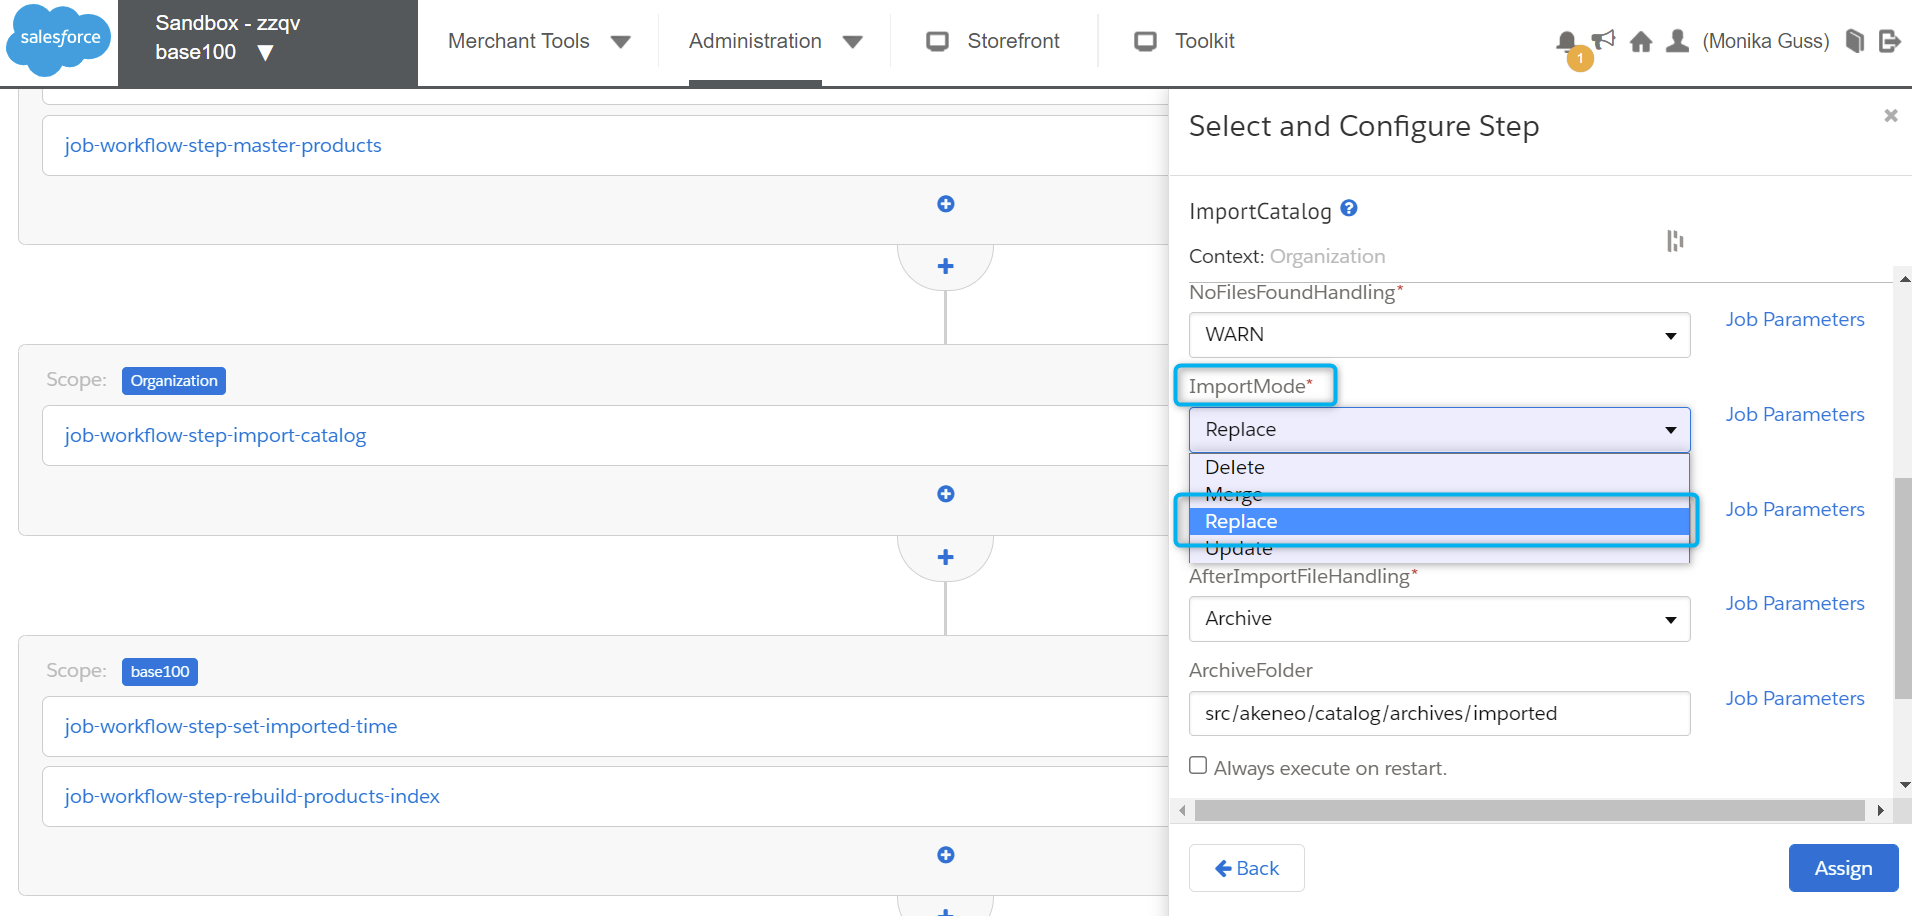 salesforce
Sandbox - zzqv
base100
Merchant Tools
Administration
Storefront
Toolkit
1
(Monika Guss)
job-workflow-step-master-products
Scope: Organization
job-workflow-step-import-catalog
Scope: base100
job-workflow-step-set-imported-time
job-workflow-step-rebuild-products-index
Select and Configure Step
ImportCatalog
Context: Organization
NoFilesFoundHandling*
WARN
Job Parameters
ImportMode*
Replace
Job Parameters
Delete
Merge
Replace
Job Parameters
Update
AfterImportFileHandling*
Archive
Job Parameters
ArchiveFolder
src/akeneo/catalog/archives/imported
Job Parameters
Always execute on restart.
Back
Assign